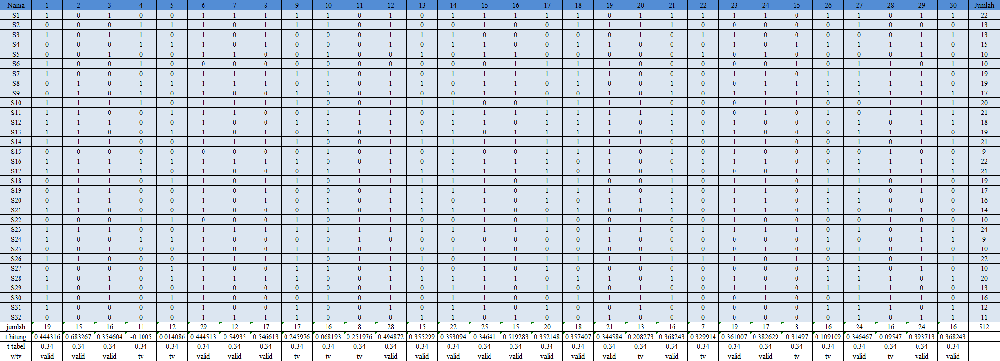 Nama 1 2 3 4 5 6 7 8 9 10 11 12 13 14 15 16 17 18 19 20 21 22 23 24 25 26 27 28 29 30 Jumlah
S1 1 0 1 0 0 1 1 1 1 1 0 1 0 1 1 1 1 1 0 1 1 1 1 1 0 1 1 0 1 1 22
S2 0 0 0 1 1 1 0 1 1 1 0 1 0 0 1 0 0 1 1 1 1 0 0 0 0 0 1 0 0 0 13
S3 1 0 1 1 0 1 0 1 0 0 0 1 1 1 0 0 0 0 0 1 0 1 1 0 0 0 0 0 1 1 13
S4 0 0 0 1 1 1 0 1 0 0 0 1 0 1 1 0 0 1 1 0 0 0 1 0 1 1 1 1 1 0 15
S5 0 0 1 0 0 1 1 0 0 1 0 0 1 0 1 1 0 0 0 0 0 1 0 1 0 0 0 0 1 0 10
S6 1 0 0 1 0 0 0 0 0 0 0 0 0 0 0 1 1 1 1 0 0 0 0 0 1 0 1 1 0 1 10
S7 1 0 0 0 0 1 1 1 1 1 0 1 0 1 1 1 1 1 1 0 0 0 1 1 0 1 1 1 1 0 19
S8 0 1 0 1 1 1 1 1 0 1 0 1 1 0 1 1 0 1 0 0 1 0 0 1 1 1 1 1 1 0 19
S9 0 1 0 1 0 1 0 0 1 0 0 1 0 0 1 1 0 0 1 0 1 0 1 1 1 1 1 1 1 1 17
S10 1 1 1 1 0 1 1 1 1 0 0 1 1 1 0 0 1 1 1 1 0 0 0 1 1 0 0 1 1 1 20
S11 1 1 0 0 1 1 1 0 0 1 1 1 0 1 1 1 1 1 1 1 1 0 0 1 0 1 0 1 1 1 21
S12 1 1 1 0 0 1 0 0 1 1 1 1 0 1 1 0 1 1 1 0 1 0 1 0 0 0 1 0 1 1 18
S13 1 1 0 0 1 1 0 1 0 1 0 1 1 1 0 1 1 1 1 0 1 1 1 0 0 0 1 1 1 0 19
S14 1 1 1 0 0 1 1 1 1 0 0 1 1 1 1 1 1 1 1 1 0 0 1 1 0 0 1 0 1 1 21
S15 0 0 0 0 0 0 0 0 0 1 0 1 0 1 0 0 1 1 1 0 1 0 1 0 0 0 0 1 0 0 9
S16 1 1 1 1 1 1 1 1 1 0 0 1 0 1 1 1 1 0 1 0 0 1 1 1 0 0 1 1 1 1 22
S17 1 1 1 1 0 1 0 0 0 1 1 1 1 1 1 1 1 0 1 0 1 0 0 0 1 1 1 1 1 1 21
S18 0 1 1 0 1 1 0 1 1 0 1 1 1 1 1 0 1 1 0 0 1 0 1 1 0 1 1 0 1 0 19
S19 0 1 1 0 0 1 0 1 0 0 0 1 1 1 1 0 1 1 1 0 1 0 1 1 0 1 1 0 1 0 17
S20 0 1 1 0 0 1 0 1 0 1 0 1 1 0 1 0 1 0 1 1 1 0 1 1 0 1 1 0 0 0 16
S21 1 1 0 0 0 1 0 0 0 1 0 1 1 1 1 0 0 1 0 0 1 0 1 1 0 1 0 0 1 0 14
S22 0 0 0 1 1 0 0 0 1 0 1 1 0 0 1 0 1 0 0 1 0 0 1 0 0 0 0 1 0 0 10
S23 1 1 1 0 0 1 1 1 1 1 1 1 1 1 1 1 1 0 1 1 0 1 1 1 1 0 1 0 1 1 24
S24 1 0 0 1 1 1 0 0 0 0 1 0 0 0 0 0 0 0 1 0 0 0 0 0 0 1 0 0 1 1 9
S25 0 0 1 0 0 1 0 0 1 1 0 1 0 1 1 0 0 0 0 0 0 0 0 1 0 0 1 0 1 0 10
S26 1 1 0 0 0 1 1 1 1 0 1 1 1 0 1 1 1 1 1 1 1 1 1 0 1 0 1 0 1 1 22
S27 0 0 0 0 1 1 0 0 1 1 0 1 0 0 1 0 1 0 0 0 0 0 0 0 0 1 1 0 1 0 10
S28 1 0 1 0 1 1 1 1 1 0 0 1 1 1 1 1 0 1 1 0 1 0 1 0 0 1 1 1 0 1 20
S29 1 0 1 0 0 1 0 0 0 0 0 1 0 1 1 0 1 0 0 1 0 0 1 1 0 1 1 1 0 0 13
S30 1 0 1 0 1 1 0 0 0 1 0 1 0 1 1 0 0 1 1 1 1 0 0 1 0 0 1 1 1 0 16
S31 1 0 0 0 0 1 0 0 1 0 0 1 0 1 1 0 1 0 0 1 0 0 0 0 0 1 1 1 0 1 12
S32 0 0 0 0 0 1 1 1 1 0 0 0 1 1 0 1 0 0 1 0 0 0 0 0 0 0 1 0 1 1 11
jumlah 19 15 16 11 12 29 12 17 17 16 8 28 15 22 25 15 20 18 21 13 16 7 19 17 8 16 24 16 24 16 512
t hitung 0.444316 0.683267 0.354604 -0.1005 0.014086 0.444513 0.54935 0.546613 0.245976 0.068193 0.251976 0.494872 0.355299 0.353094 0.34641 0.519283 0.352148 0.357407 0.344584 0.208273 0.368243 0.329914 0.361007 0.382629 0.31497 0.109109 0.346467 0.09547 0.393713 0.368243
t tabel 0.34 0.34 0.34 0.34 0.34 0.34 0.34 0.34 0.34 0.34 0.34 0.34 0.34 0.34 0.34 0.34 0.34 0.34 0.34 0.34 0.34 0.34 0.34 0.34 0.34 0.34 0.34 0.34 0.34 0.34
v/tv valid valid valid tv tv valid valid valid tv tv tv valid valid valid valid valid valid valid valid tv valid tv valid valid tv tv valid tv valid valid